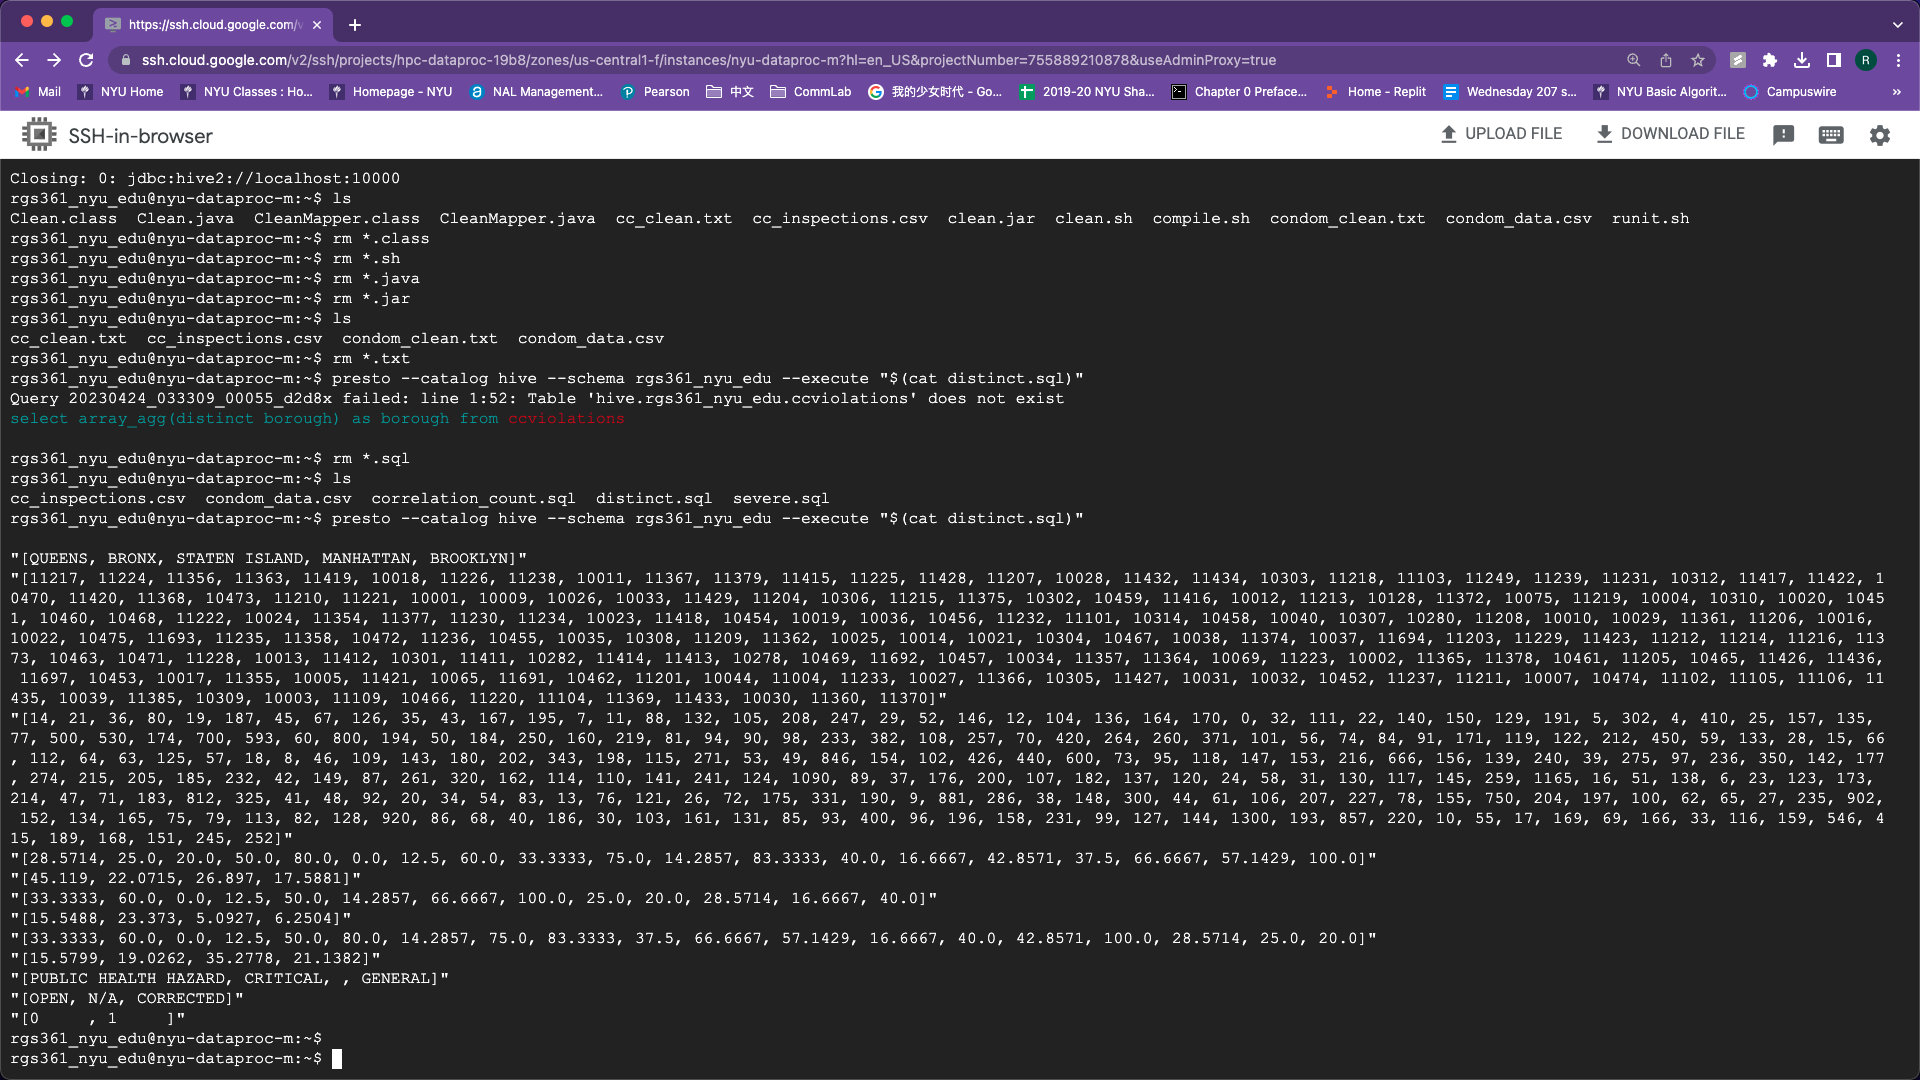 https://ssh.cloud.google.com/v
ssh.cloud.google.com/v2/ssh/projects/hpc-dataproc-19b8/zones/us-central1-f/instances/nyu-dataproc-m?hl=en_US&projectNumber=755889210878&useAdminProxy=true
R
Mail NYU Home NYU Classes : Ho... Homepage - NYU NAL Management... Pearson 中文 CommLab 我的少女时代 - Go... 2019-20 NYU Sha... Chapter 0 Preface... Home - Replit Wednesday 207 s... NYU Basic Algorit... Campuswire »
SSH-in-browser UPLOAD FILE DOWNLOAD FILE
Closing: 0: jdbc:hive2://localhost:10000
rgs361_nyu_edu@nyu-dataproc-m:~$ ls
Clean.class  Clean.java  CleanMapper.class  CleanMapper.java  cc_clean.txt  cc_inspections.csv  clean.jar  clean.sh  compile.sh  condom_clean.txt  condom_data.csv  runit.sh
rgs361_nyu_edu@nyu-dataproc-m:~$ rm *.class
rgs361_nyu_edu@nyu-dataproc-m:~$ rm *.sh
rgs361_nyu_edu@nyu-dataproc-m:~$ rm *.java
rgs361_nyu_edu@nyu-dataproc-m:~$ rm *.jar
rgs361_nyu_edu@nyu-dataproc-m:~$ ls
cc_clean.txt  cc_inspections.csv  condom_clean.txt  condom_data.csv
rgs361_nyu_edu@nyu-dataproc-m:~$ rm *.txt
rgs361_nyu_edu@nyu-dataproc-m:~$ presto --catalog hive --schema rgs361_nyu_edu --execute "$(cat distinct.sql)"
Query 20230424_033309_00055_d2d8x failed: line 1:52: Table 'hive.rgs361_nyu_edu.ccviolations' does not exist
select array_agg(distinct borough) as borough from ccviolations
rgs361_nyu_edu@nyu-dataproc-m:~$ rm *.sql
rgs361_nyu_edu@nyu-dataproc-m:~$ ls
cc_inspections.csv  condom_data.csv  correlation_count.sql  distinct.sql  severe.sql
rgs361_nyu_edu@nyu-dataproc-m:~$ presto --catalog hive --schema rgs361_nyu_edu --execute "$(cat distinct.sql)"
"[QUEENS, BRONX, STATEN ISLAND, MANHATTAN, BROOKLYN]"
"[11217, 11224, 11356, 11363, 11419, 10018, 11226, 11238, 10011, 11367, 11379, 11415, 11225, 11428, 11207, 10028, 11432, 11434, 10303, 11218, 11103, 11249, 11239, 11231, 10312, 11417, 11422, 1
0470, 11420, 11368, 10473, 11210, 11221, 10001, 10009, 10026, 10033, 11429, 11204, 10306, 11215, 11375, 10302, 10459, 11416, 10012, 11213, 10128, 11372, 10075, 11219, 10004, 10310, 10020, 1045
1, 10460, 10468, 11222, 10024, 11354, 11377, 11230, 11234, 10023, 11418, 10454, 10019, 10036, 10456, 11232, 11101, 10314, 10458, 10040, 10307, 10280, 11208, 10010, 10029, 11361, 11206, 10016,
10022, 10475, 11693, 11235, 11358, 10472, 11236, 10455, 10035, 10308, 11209, 11362, 10025, 10014, 10021, 10304, 10467, 10038, 11374, 10037, 11694, 11203, 11229, 11423, 11212, 11214, 11216, 113
73, 10463, 10471, 11228, 10013, 11412, 10301, 11411, 10282, 11414, 11413, 10278, 10469, 11692, 10457, 10034, 11357, 11364, 10069, 11223, 10002, 11365, 11378, 10461, 11205, 10465, 11426, 11436,
11697, 10453, 10017, 11355, 10005, 11421, 10065, 11691, 10462, 11201, 10044, 11004, 11233, 10027, 11366, 10305, 11427, 10031, 10032, 10452, 11237, 11211, 10007, 10474, 11102, 11105, 11106, 11
435, 10039, 11385, 10309, 10003, 11109, 10466, 11220, 11104, 11369, 11433, 10030, 11360, 11370]"
"[14, 21, 36, 80, 19, 187, 45, 67, 126, 35, 43, 167, 195, 7, 11, 88, 132, 105, 208, 247, 29, 52, 146, 12, 104, 136, 164, 170, 0, 32, 111, 22, 140, 150, 129, 191, 5, 302, 4, 410, 25, 157, 135,
77, 500, 530, 174, 700, 593, 60, 800, 194, 50, 184, 250, 160, 219, 81, 94, 90, 98, 233, 382, 108, 257, 70, 420, 264, 260, 371, 101, 56, 74, 84, 91, 171, 119, 122, 212, 450, 59, 133, 28, 15, 66
, 112, 64, 63, 125, 57, 18, 8, 46, 109, 143, 180, 202, 343, 198, 115, 271, 53, 49, 846, 154, 102, 426, 440, 600, 73, 95, 118, 147, 153, 216, 666, 156, 139, 240, 39, 275, 97, 236, 350, 142, 177
, 274, 215, 205, 185, 232, 42, 149, 87, 261, 320, 162, 114, 110, 141, 241, 124, 1090, 89, 37, 176, 200, 107, 182, 137, 120, 24, 58, 31, 130, 117, 145, 259, 1165, 16, 51, 138, 6, 23, 123, 173,
214, 47, 71, 183, 812, 325, 41, 48, 92, 20, 34, 54, 83, 13, 76, 121, 26, 72, 175, 331, 190, 9, 881, 286, 38, 148, 300, 44, 61, 106, 207, 227, 78, 155, 750, 204, 197, 100, 62, 65, 27, 235, 902,
152, 134, 165, 75, 79, 113, 82, 128, 920, 86, 68, 40, 186, 30, 103, 161, 131, 85, 93, 400, 96, 196, 158, 231, 99, 127, 144, 1300, 193, 857, 220, 10, 55, 17, 169, 69, 166, 33, 116, 159, 546, 4
15, 189, 168, 151, 245, 252]"
"[28.5714, 25.0, 20.0, 50.0, 80.0, 0.0, 12.5, 60.0, 33.3333, 75.0, 14.2857, 83.3333, 40.0, 16.6667, 42.8571, 37.5, 66.6667, 57.1429, 100.0]"
"[45.119, 22.0715, 26.897, 17.5881]"
"[33.3333, 60.0, 0.0, 12.5, 50.0, 14.2857, 66.6667, 100.0, 25.0, 20.0, 28.5714, 16.6667, 40.0]"
"[15.5488, 23.373, 5.0927, 6.2504]"
"[33.3333, 60.0, 0.0, 12.5, 50.0, 80.0, 14.2857, 75.0, 83.3333, 37.5, 66.6667, 57.1429, 16.6667, 40.0, 42.8571, 100.0, 28.5714, 25.0, 20.0]"
"[15.5799, 19.0262, 35.2778, 21.1382]"
"[PUBLIC HEALTH HAZARD, CRITICAL, , GENERAL]"
"[OPEN, N/A, CORRECTED]"
"[0     , 1     ]"
rgs361_nyu_edu@nyu-dataproc-m:~$
rgs361_nyu_edu@nyu-dataproc-m:~$